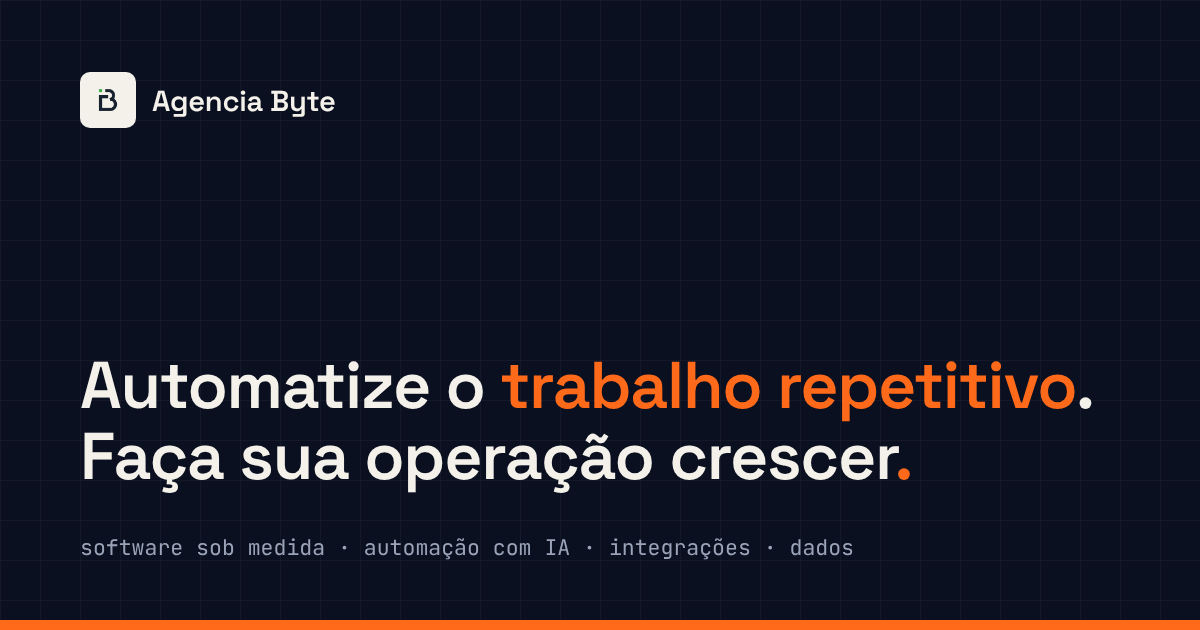 B
Agencia Byte
Automatize o trabalho repetitivo.
Faça sua operação crescer.
software sob medida · automação com IA · integrações · dados